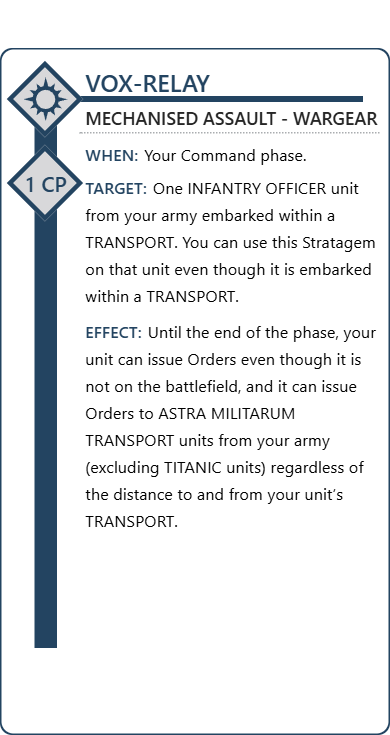 VOX-RELAY
MECHANISED ASSAULT - WARGEAR
WHEN: Your Command phase.
1 CP
TARGET: One INFANTRY OFFICER unit
from your army embarked within a
TRANSPORT. You can use this Stratagem
on that unit even though it is embarked
within a TRANSPORT.
EFFECT: Until the end of the phase, your
unit can issue Orders even though it is
not on the battlefield, and it can issue
Orders to ASTRA MILITARUM
TRANSPORT units from your army
(excluding TITANIC units) regardless of
the distance to and from your unit's
TRANSPORT.